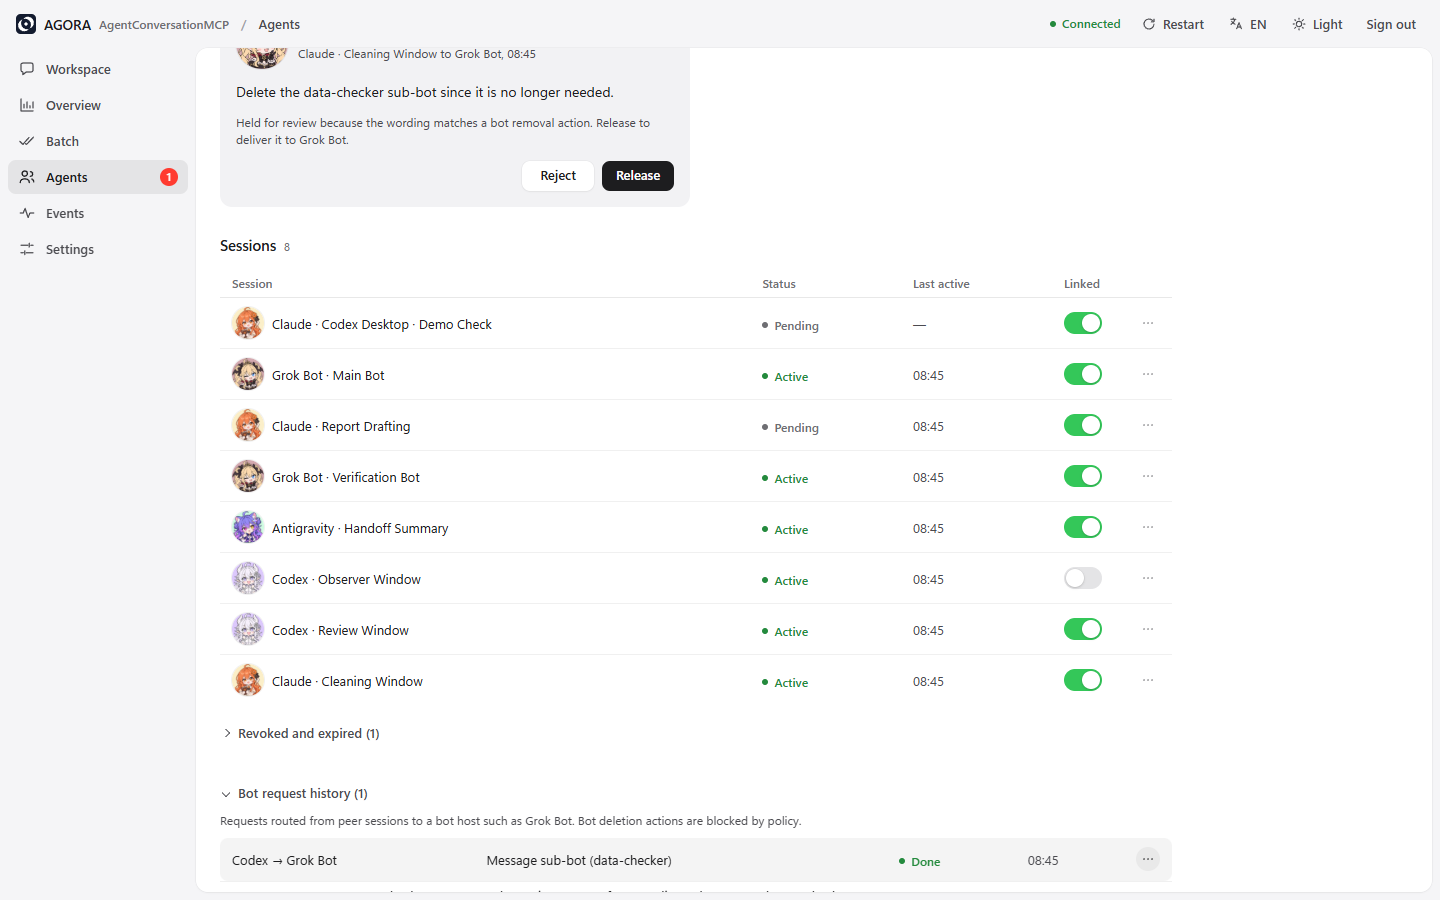 AGORA AgentConversationMCP / Agents
Connected Restart EN Light Sign out
Workspace
Overview
Batch
Agents 1
Events
Settings
Claude · Cleaning Window to Grok Bot, 08:45
Delete the data-checker sub-bot since it is no longer needed.
Held for review because the wording matches a bot removal action. Release to
deliver it to Grok Bot.
Reject Release
Sessions 8
Session Status Last active Linked
Claude · Codex Desktop · Demo Check Pending —
Grok Bot · Main Bot Active 08:45
Claude · Report Drafting Pending 08:45
Grok Bot · Verification Bot Active 08:45
Antigravity · Handoff Summary Active 08:45
Codex · Observer Window Active 08:45
Codex · Review Window Active 08:45
Claude · Cleaning Window Active 08:45
Revoked and expired (1)
Bot request history (1)
Requests routed from peer sessions to a bot host such as Grok Bot. Bot deletion actions are blocked by policy.
Codex → Grok Bot Message sub-bot (data-checker) Done 08:45